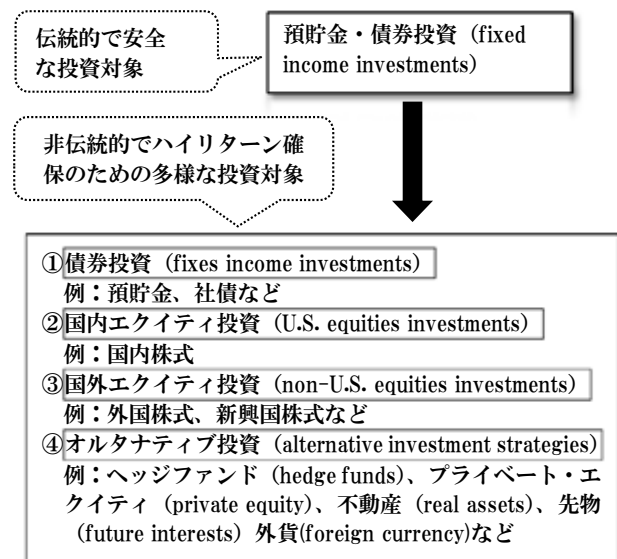 伝統的で安全
な投資対象
預貯金・債券投資（fixed
income investments）
非伝統的でハイリターン確
保のための多様な投資対象
①債券投資（fixes income investments）
例：預貯金、社債など
②国内エクイティ投資（U.S. equities investments）
例：国内株式
③国外エクイティ投資（non-U.S. equities investments）
例：外国株式、新興国株式など
④オルタナティブ投資（alternative investment strategies）
例：ヘッジファンド（hedge funds）、プライベート・エ
クイティ（private equity）、不動産（real assets）、先物
（future interests）外貨(foreign currency)など